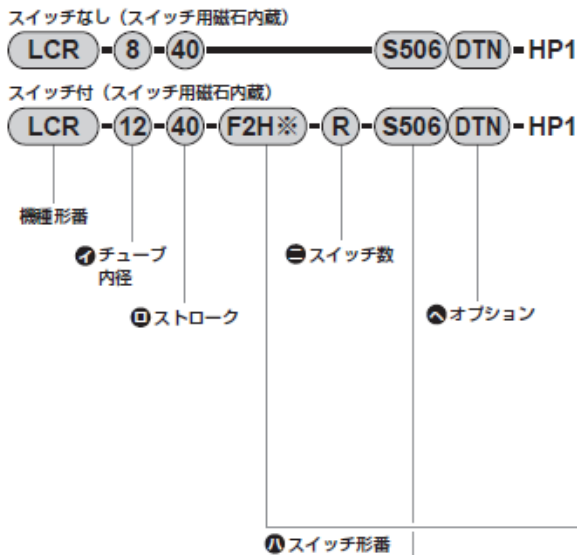 スイッチなし（スイッチ用磁石内蔵）
LCR-8-40 S506 DTN-HP1
スイッチ付（スイッチ用磁石内蔵）
LCR-12-40-F2H※-R-S506 DTN-HP1
機種形番
イ チューブ
内径
ニ スイッチ数
ロ ストローク
ヘ オプション
ハ スイッチ形番